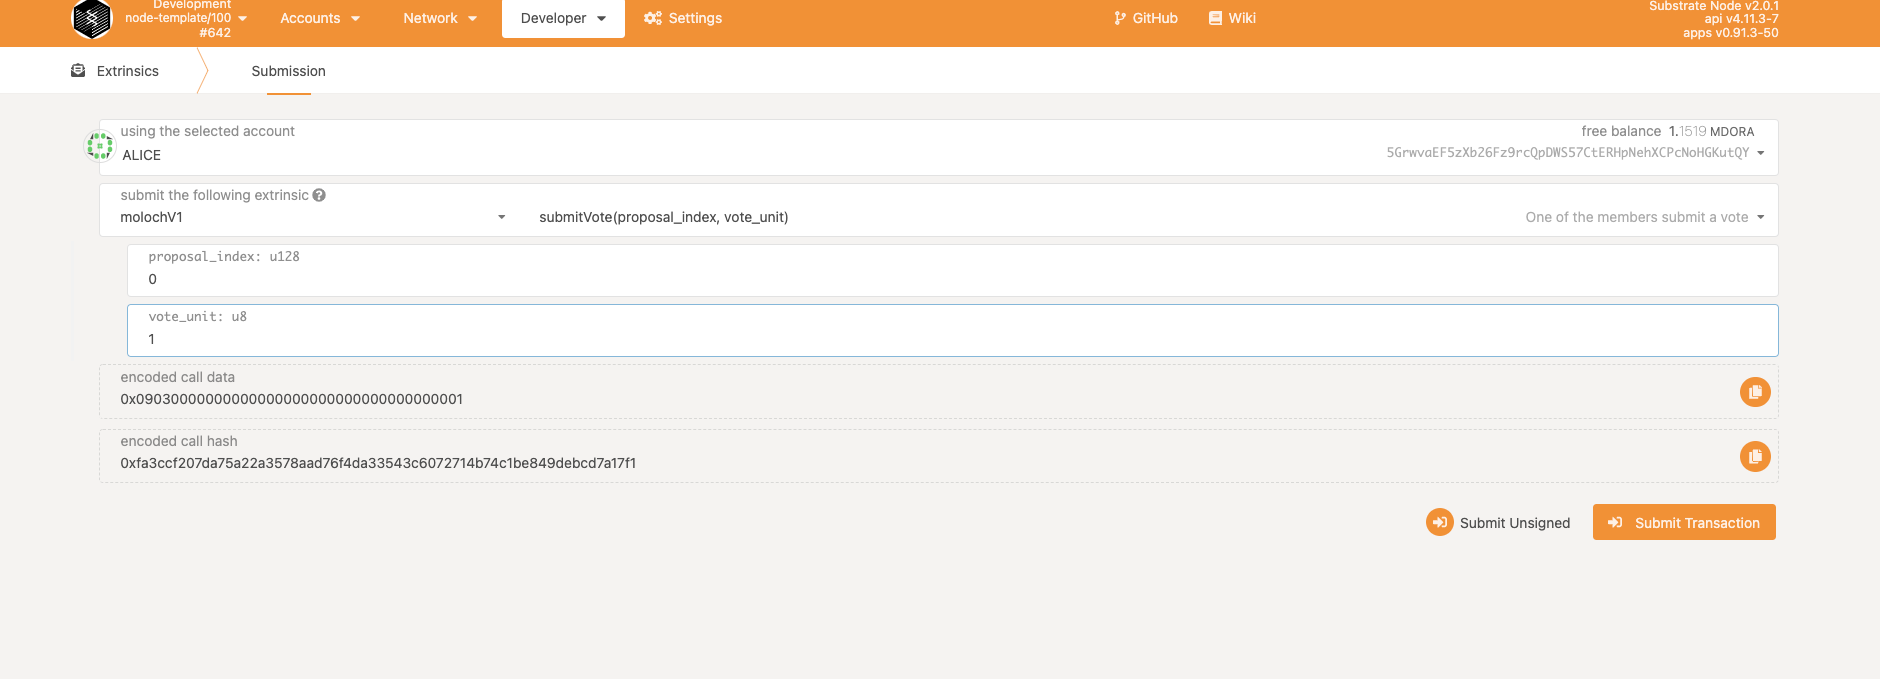 Development
node-template/100
#642
Accounts
Network
Developer
Settings
GitHub
Wiki
Substrate Node v2.0.1
api v4.11.3-7
apps v0.91.3-50
Extrinsics
Submission
using the selected account
ALICE
free balance 1.1519 MDORA
5GrwvaEF5zXb26Fz9rcQpDWS57CtERHpNehXCPcNoHGKutQY
submit the following extrinsic
molochV1
submitVote(proposal_index, vote_unit)
One of the members submit a vote
proposal_index: u128
0
vote_unit: u8
1
encoded call data
0x09030000000000000000000000000000000001
encoded call hash
0xfa3ccf207da75a22a3578aad76f4da33543c6072714b74c1be849debcd7a17f1
Submit Unsigned
Submit Transaction